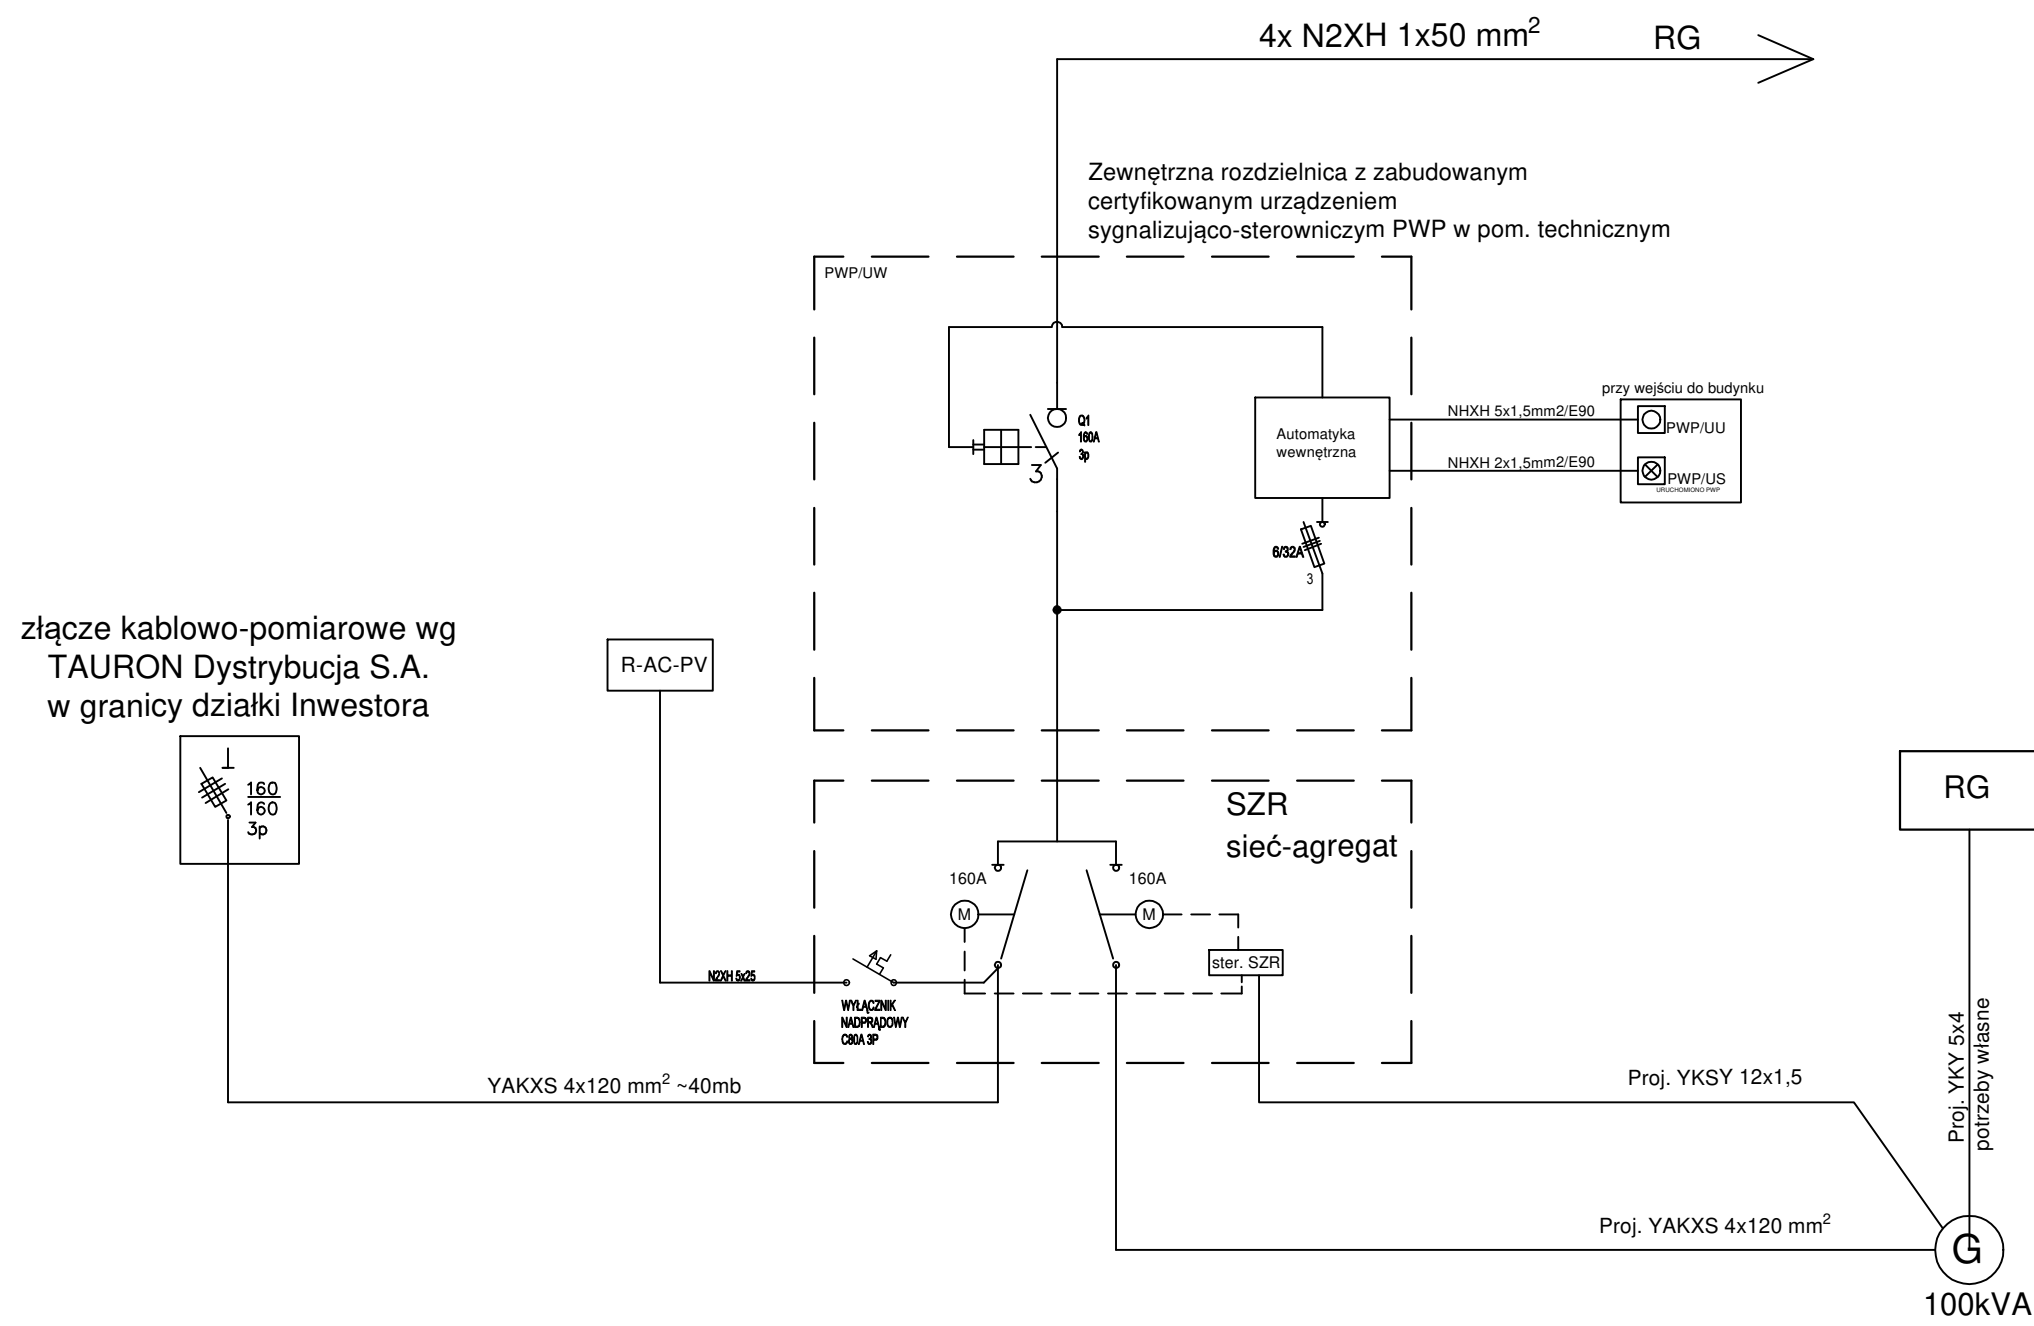 4x N2XH 1x50 mm²
RG
Zewnętrzna rozdzielnica z zabudowanym
certyfikowanym urządzeniem
sygnalizująco-sterowniczym PWP w pom. technicznym
PWP/UW
Q1
160A
3p
3
Automatyka
wewnętrzna
6/32A
3
NHXH 5x1,5mm2/E90
NHXH 2x1,5mm2/E90
przy wejściu do budynku
PWP/UU
PWP/US
URUCHOMIONO PWP
złącze kablowo-pomiarowe wg
TAURON Dystrybucja S.A.
w granicy działki Inwestora
160
160
3p
R-AC-PV
N2XH 5x25
SZR
sieć-agregat
160A
160A
M
M
ster. SZR
WYŁĄCZNIK
NADPRĄDOWY
C80A 3P
YAKXS 4x120 mm² ~40mb
RG
Proj. YKY 5x4
potrzeby własne
Proj. YKSY 12x1,5
Proj. YAKXS 4x120 mm²
G
100kVA